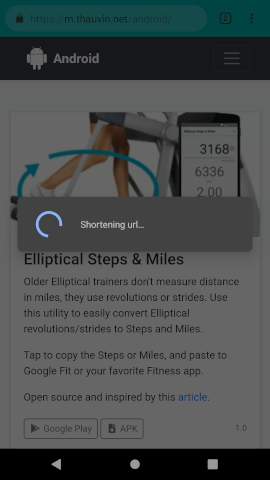 https://m.thauvin.net/android/
Android
3168
6336
2.00
Shortening url...
Elliptical Steps & Miles
Older Elliptical trainers don't measure distance
in miles, they use revolutions or strides. Use
this utility to easily convert Elliptical
revolutions/strides to Steps and Miles.
Tap to copy the Steps or Miles, and paste to
Google Fit or your favorite Fitness app.
Open source and inspired by this article.
Google Play
APK
1.0